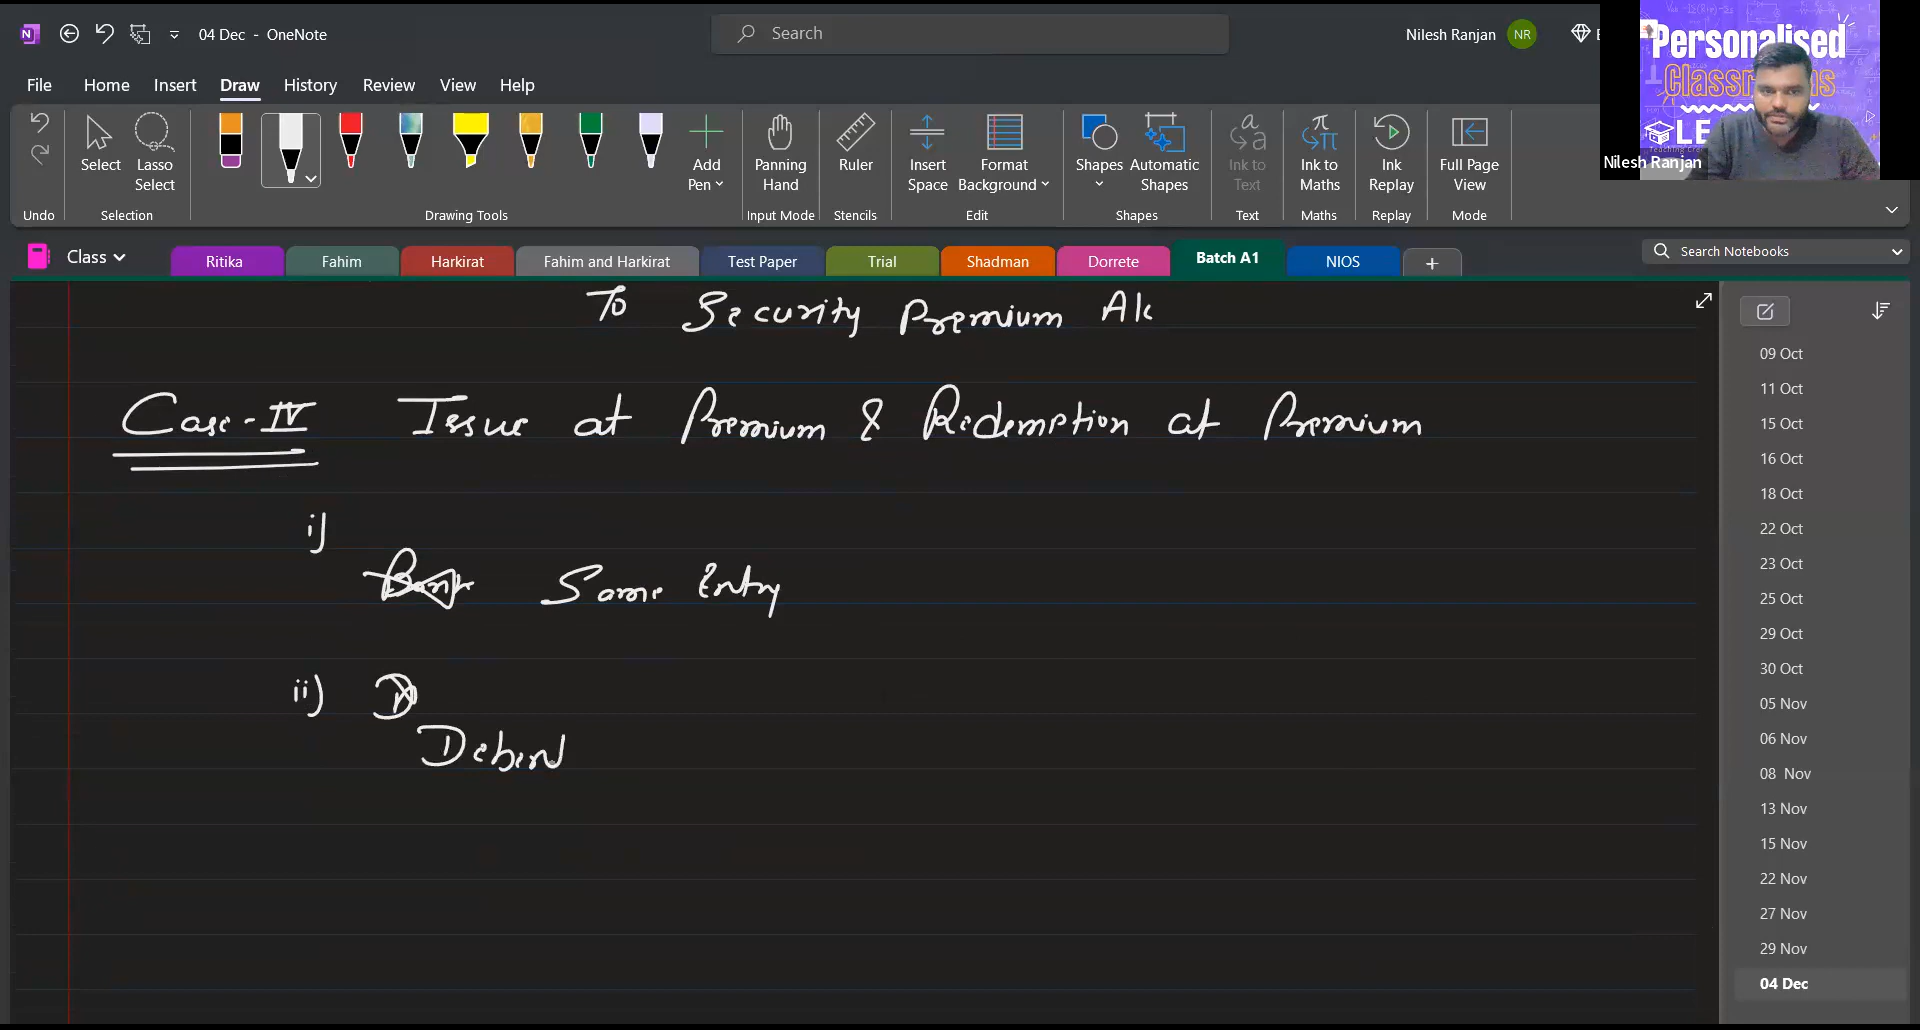 04 Dec - OneNote
Search
Nilesh Ranjan
NR
Personalised
Classrooms
LE
Nilesh Ranjan
File Home Insert Draw History Review View Help
Select
Lasso Select
Add Pen
Panning Hand
Ruler
Insert Space
Format Background
Shapes
Automatic Shapes
Ink to Text
Ink to Maths
Ink Replay
Full Page View
Undo Selection Drawing Tools Input Mode Stencils Edit Shapes Text Maths Replay Mode
Class Ritika Fahim Harkirat Fahim and Harkirat Test Paper Trial Shadman Dorrete Batch A1 NIOS +
Search Notebooks
To Security Premium A/c
Case-IV Issue at Premium & Redemption at Premium
i)
Same Entry
ii) D
Debent
09 Oct
11 Oct
15 Oct
16 Oct
18 Oct
22 Oct
23 Oct
25 Oct
29 Oct
30 Oct
05 Nov
06 Nov
08 Nov
13 Nov
15 Nov
22 Nov
27 Nov
29 Nov
04 Dec